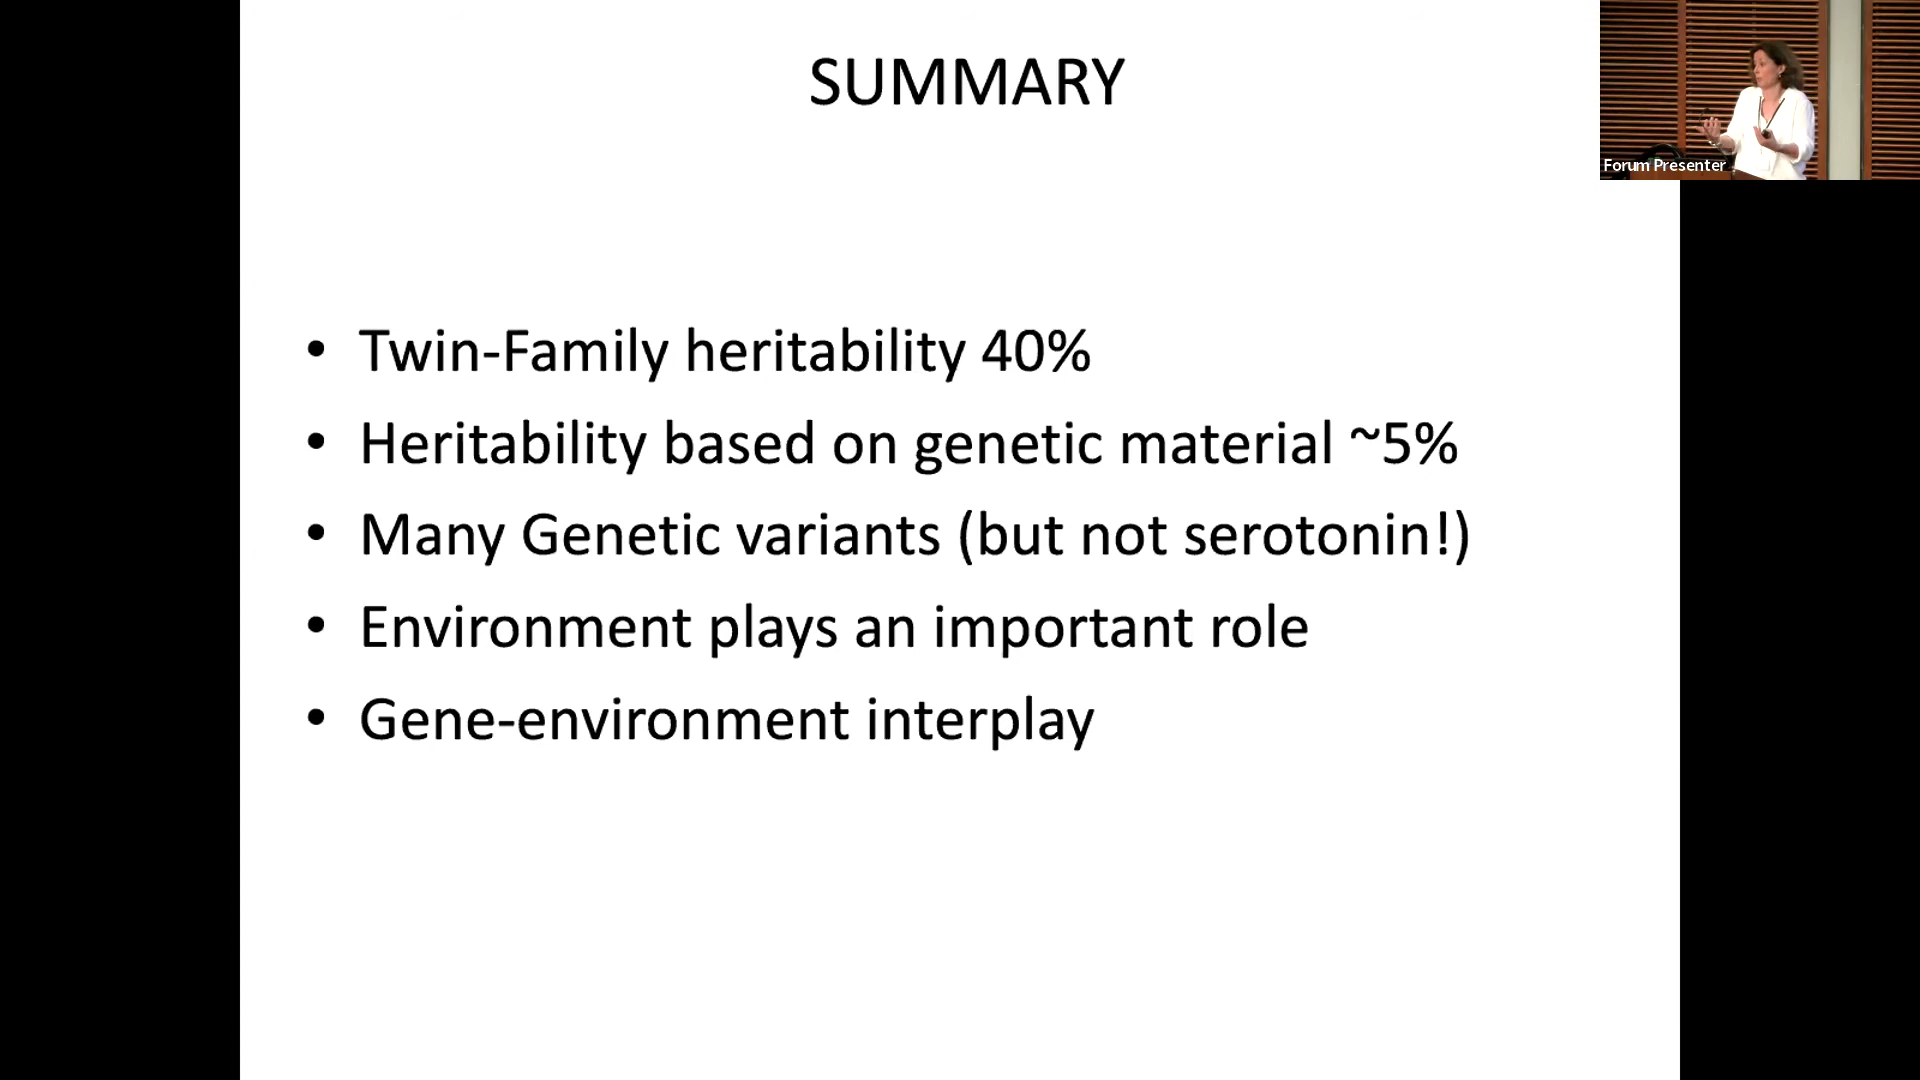 SUMMARY
Forum Presenter
• Twin-Family heritability 40%
• Heritability based on genetic material ~5%
• Many Genetic variants (but not serotonin!)
• Environment plays an important role
• Gene-environment interplay